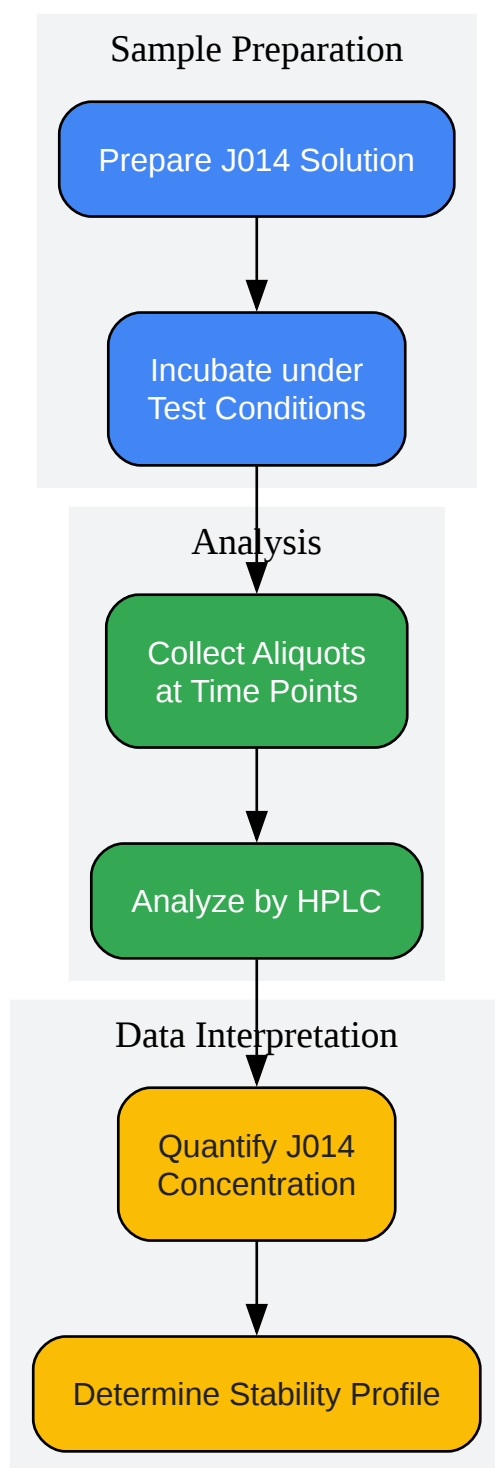 Sample Preparation
Prepare J014 Solution
Incubate under
Test Conditions
Analysis
Collect Aliquots
at Time Points
Analyze by HPLC
Data Interpretation
Quantify J014
Concentration
Determine Stability Profile